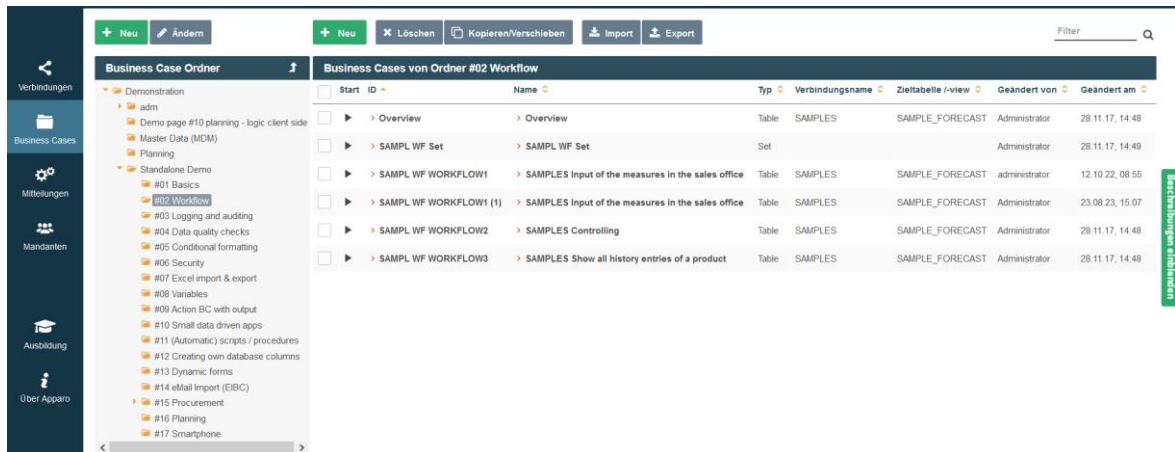 Verbindungen
Business Cases
Mitteilungen
Mandanten
Ausbildung
Über Apparo
Neu Ändern
Business Case Ordner
Demonstration
adm
Demo page #10 planning - logic client side
Master Data (MDM)
Planning
Standalone Demo
#01 Basics
#02 Workflow
#03 Logging and auditing
#04 Data quality checks
#05 Conditional formatting
#06 Security
#07 Excel import & export
#08 Variables
#09 Action BC with output
#10 Small data driven apps
#11 (Automatic) scripts / procedures
#12 Creating own database columns
#13 Dynamic forms
#14 eMail Import (EIBC)
#15 Procurement
#16 Planning
#17 Smartphone
Neu Löschen Kopieren/Verschieben Import Export Filter
Business Cases von Ordner #02 Workflow
Start ID Name Typ Verbindungsname Zieltabelle /-view Geändert von Geändert am
Overview Overview Table SAMPLES SAMPLE_FORECAST Administrator 28.11.17, 14:48
SAMPL WF Set SAMPL WF Set Set Administrator 28.11.17, 14:49
SAMPL WF WORKFLOW1 SAMPLES Input of the measures in the sales office Table SAMPLES SAMPLE_FORECAST administrator 12.10.22, 08:55
SAMPL WF WORKFLOW1 (1) SAMPLES Input of the measures in the sales office Table SAMPLES SAMPLE_FORECAST Administrator 23.08.23, 15:07
SAMPL WF WORKFLOW2 SAMPLES Controlling Table SAMPLES SAMPLE_FORECAST Administrator 28.11.17, 14:48
SAMPL WF WORKFLOW3 SAMPLES Show all history entries of a product Table SAMPLES SAMPLE_FORECAST Administrator 28.11.17, 14:48
Beschreibungen einblenden